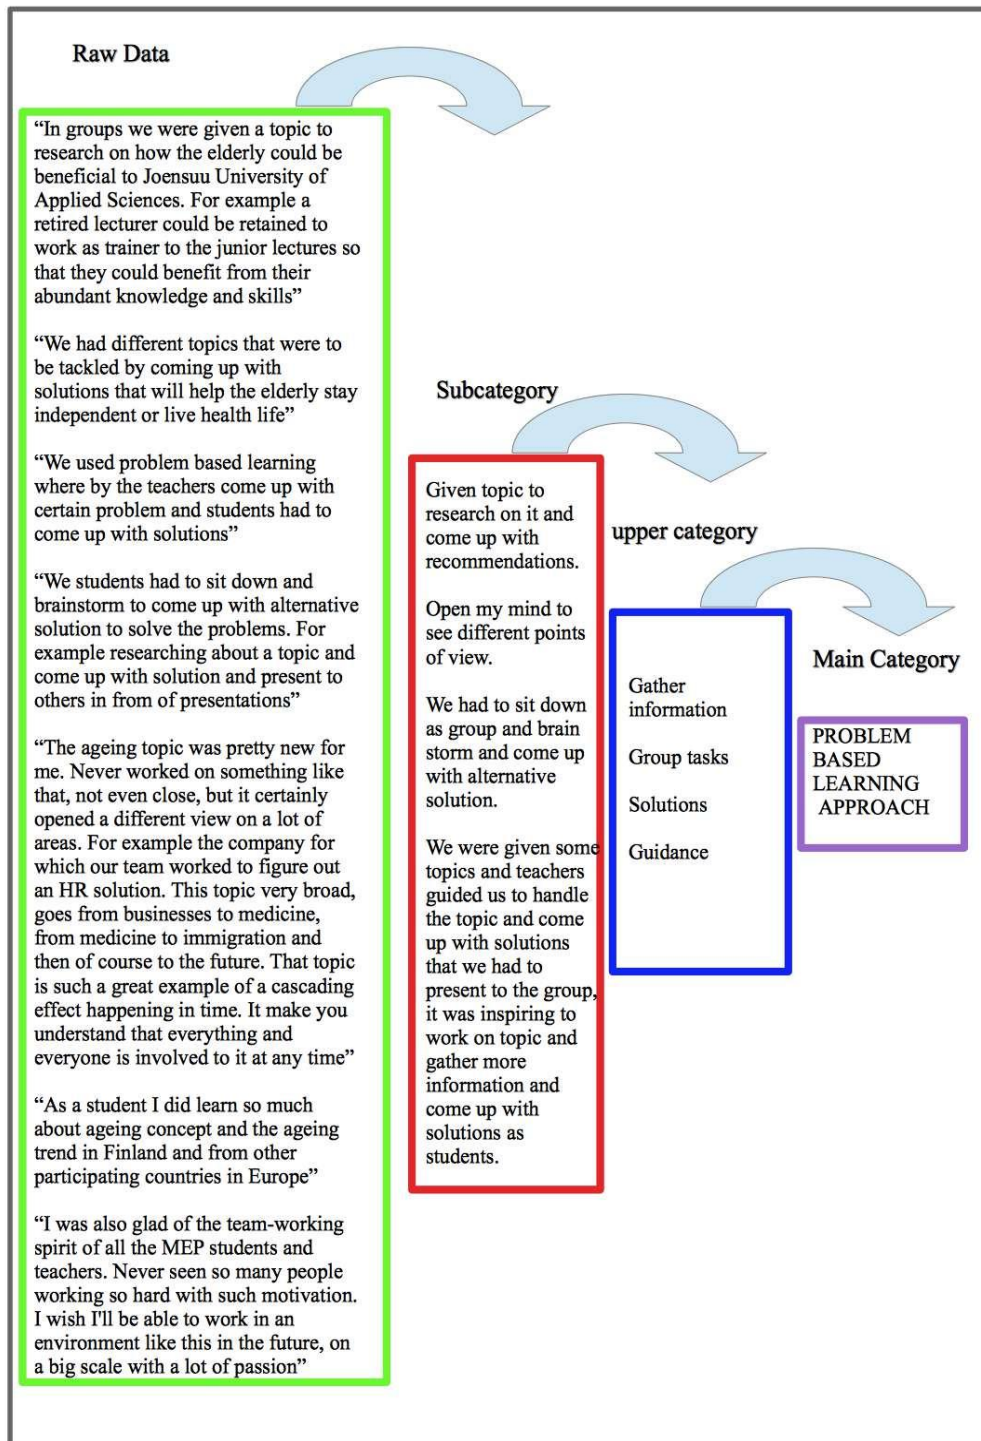 Raw Data
“In groups we were given a topic to
research on how the elderly could be
beneficial to Joensuu University of
Applied Sciences. For example a
retired lecturer could be retained to
work as trainer to the junior lectures so
that they could benefit from their
abundant knowledge and skills”
“We had different topics that were to
be tackled by coming up with
solutions that will help the elderly stay
independent or live health life”
“We used problem based learning
where by the teachers come up with
certain problem and students had to
come up with solutions”
“We students had to sit down and
brainstorm to come up with alternative
solution to solve the problems. For
example researching about a topic and
come up with solution and present to
others in from of presentations”
“The ageing topic was pretty new for
me. Never worked on something like
that, not even close, but it certainly
opened a different view on a lot of
areas. For example the company for
which our team worked to figure out
an HR solution. This topic very broad,
goes from businesses to medicine,
from medicine to immigration and
then of course to the future. That topic
is such a great example of a cascading
effect happening in time. It make you
understand that everything and
everyone is involved to it at any time”
“As a student I did learn so much
about ageing concept and the ageing
trend in Finland and from other
participating countries in Europe”
“I was also glad of the team-working
spirit of all the MEP students and
teachers. Never seen so many people
working so hard with such motivation.
I wish I'll be able to work in an
environment like this in the future, on
a big scale with a lot of passion”
Subcategory
Given topic to
research on it and
come up with
recommendations.
Open my mind to
see different points
of view.
We had to sit down
as group and brain
storm and come up
with alternative
solution.
We were given some
topics and teachers
guided us to handle
the topic and come
up with solutions
that we had to
present to the group,
it was inspiring to
work on topic and
gather more
information and
come up with
solutions as
students.
upper category
Gather
information
Group tasks
Solutions
Guidance
Main Category
PROBLEM
BASED
LEARNING
APPROACH